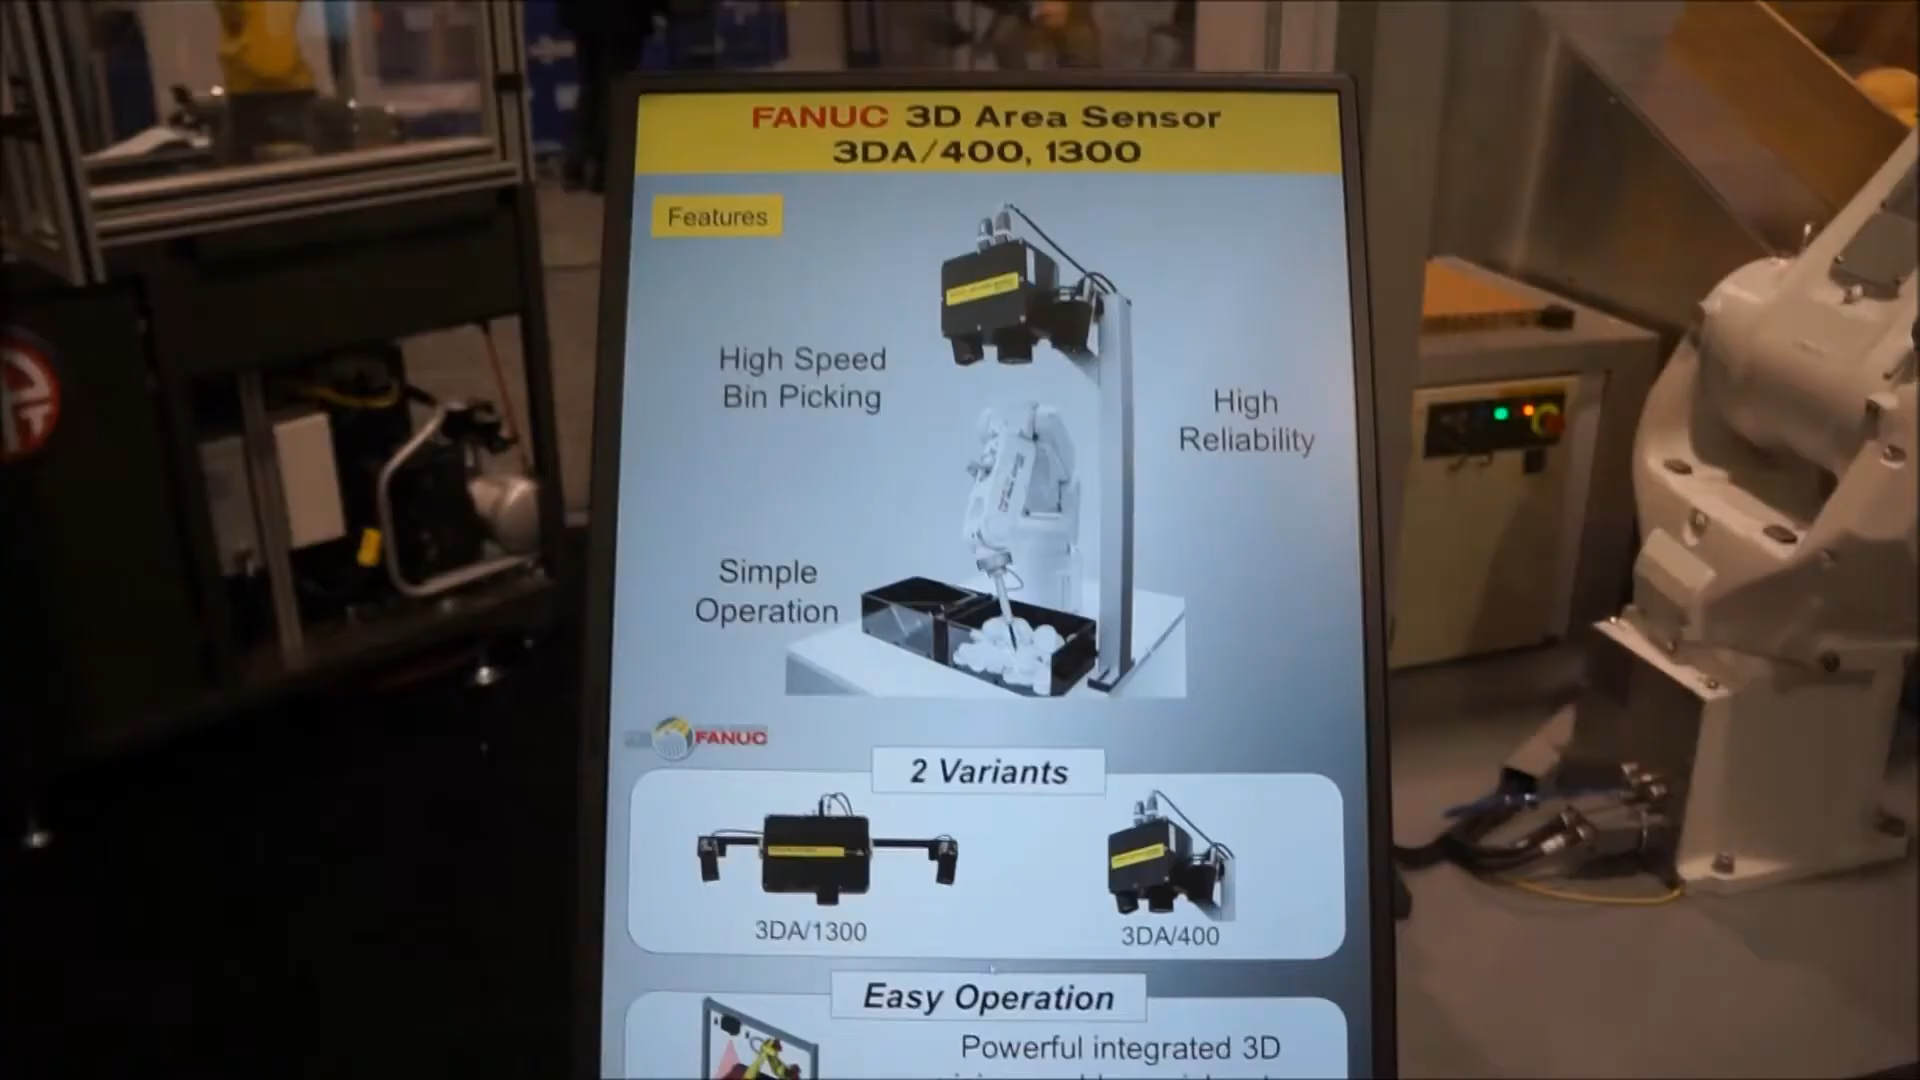 FANUC 3D Area Sensor
3DA/400, 1300
Features
High Speed
Bin Picking
High
Reliability
Simple
Operation
FANUC
2 Variants
3DA/1300
3DA/400
Easy Operation
Powerful integrated 3D